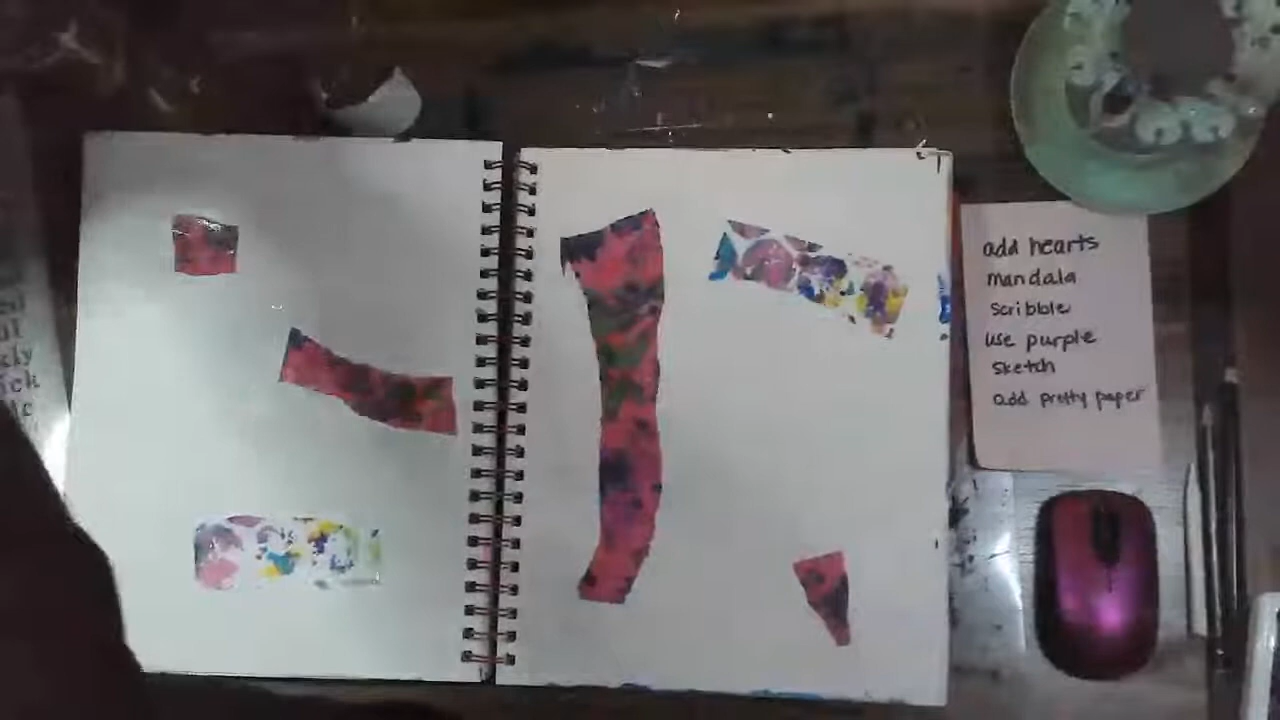 add hearts
mandala
scribble
use purple
sketch
add pretty paper